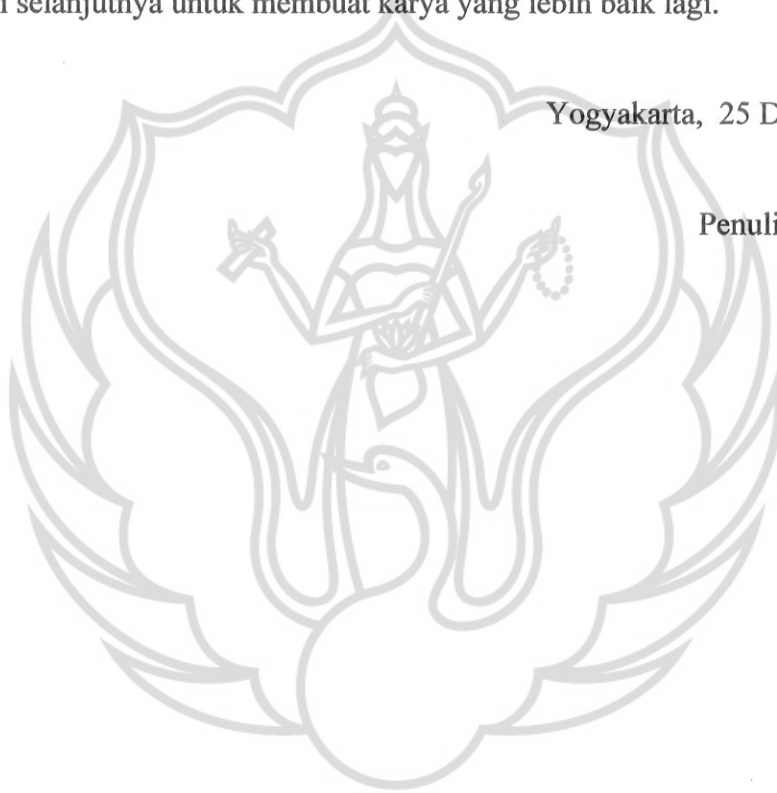 selanjutnya untuk membuat karya yang lebih baik lagi.
Yogyakarta, 25 D
Penuli